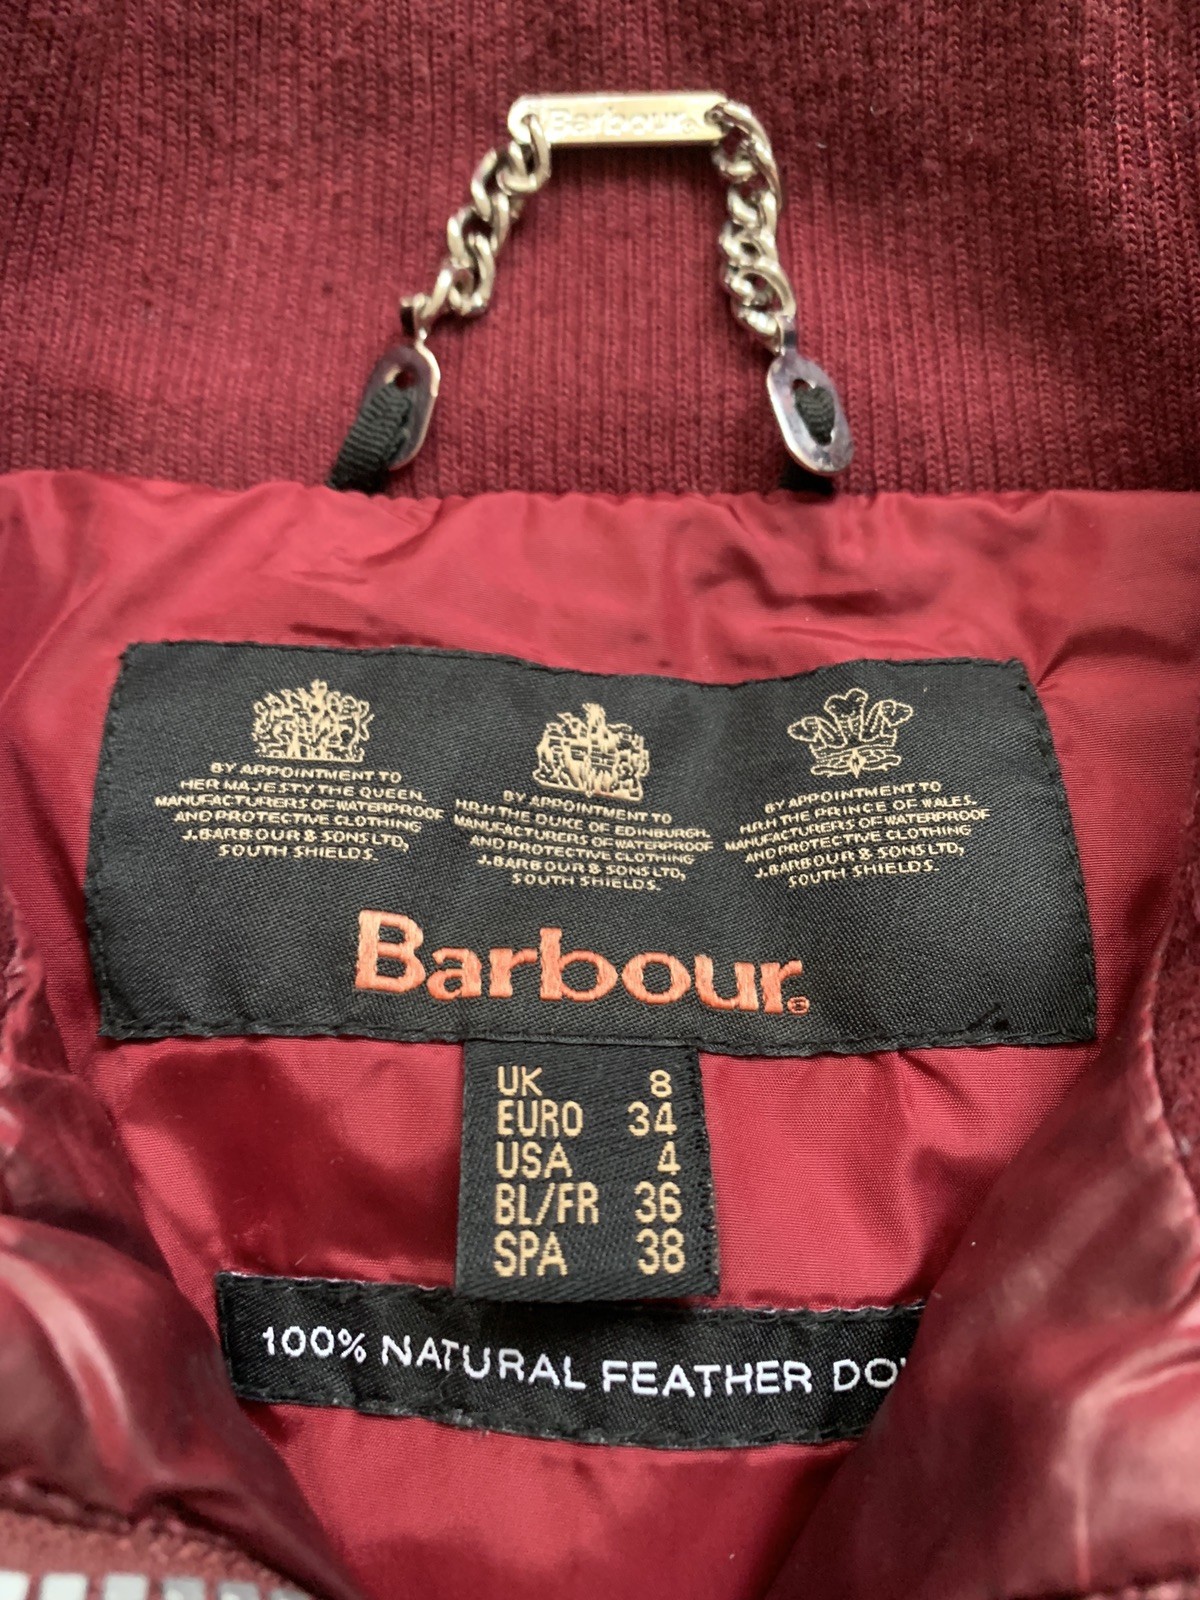 Barbour®
BY APPOINTMENT TO
HER MAJESTY THE QUEEN.
MANUFACTURERS OF WATERPROOF
AND PROTECTIVE CLOTHING
J.BARBOUR & SONS LTD,
SOUTH SHIELDS.
BY APPOINTMENT TO
H.R.H THE DUKE OF EDINBURGH.
MANUFACTURERS OF WATERPROOF
AND PROTECTIVE CLOTHING
J.BARBOUR & SONS LTD,
SOUTH SHIELDS.
BY APPOINTMENT TO
H.R.H THE PRINCE OF WALES.
MANUFACTURERS OF WATERPROOF
AND PROTECTIVE CLOTHING
J.BARBOUR & SONS LTD,
SOUTH SHIELDS.
Barbour®
UK 8
EURO 34
USA 4
BL/FR 36
SPA 38
100% NATURAL FEATHER DO